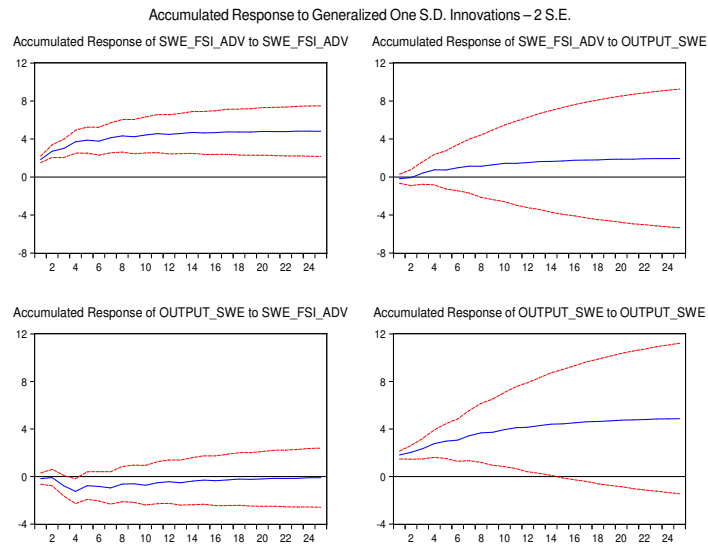 Accumulated Response to Generalized One S.D. Innovations – 2 S.E.
Accumulated Response of SWE_FSI_ADV to SWE_FSI_ADV
12
8
4
0
-4
-8
2 4 6 8 10 12 14 16 18 20 22 24
Accumulated Response of SWE_FSI_ADV to OUTPUT_SWE
12
8
4
0
-4
-8
2 4 6 8 10 12 14 16 18 20 22 24
Accumulated Response of OUTPUT_SWE to SWE_FSI_ADV
12
8
4
0
-4
2 4 6 8 10 12 14 16 18 20 22 24
Accumulated Response of OUTPUT_SWE to OUTPUT_SWE
12
8
4
0
-4
2 4 6 8 10 12 14 16 18 20 22 24